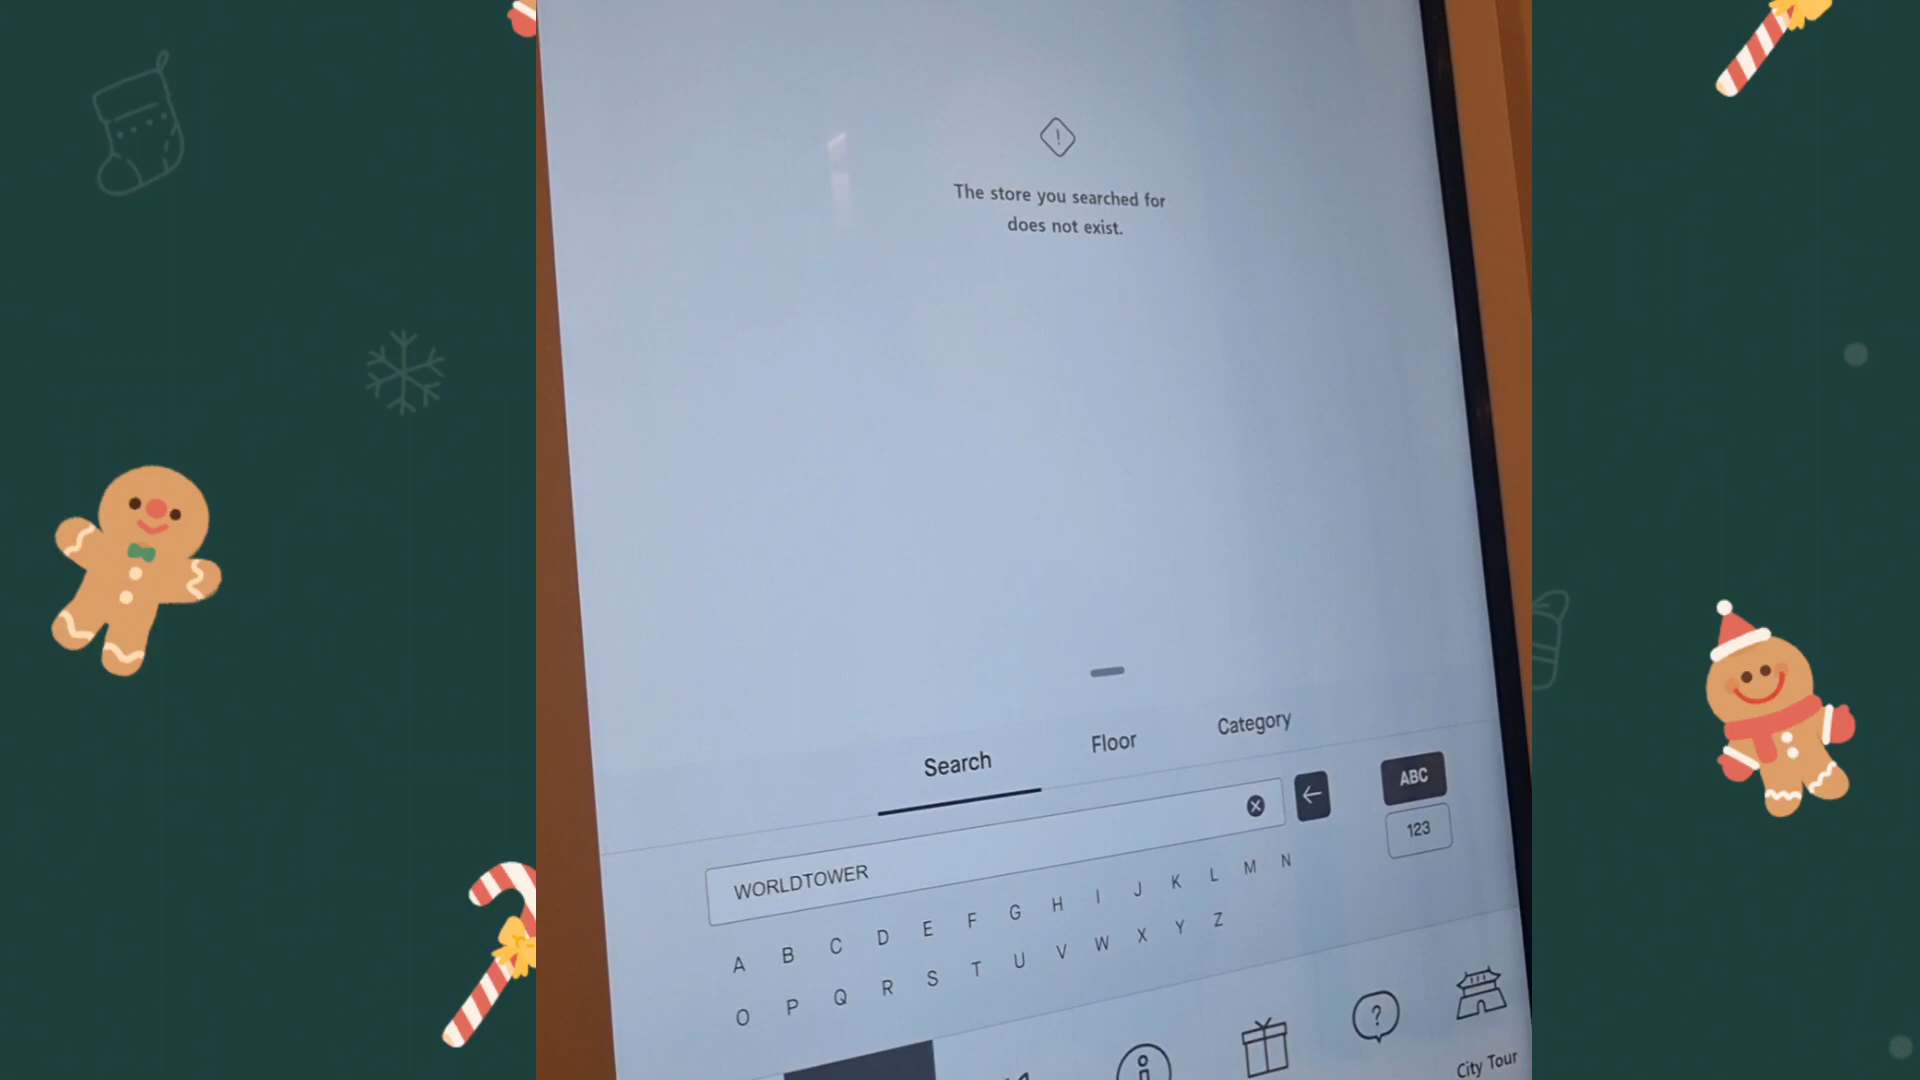 The store you searched for
does not exist.
Search Floor Category
WORLDTOWER
ABC
123
A B C D E F G H I J K L M N
O P Q R S T U V W X Y Z
City Tour